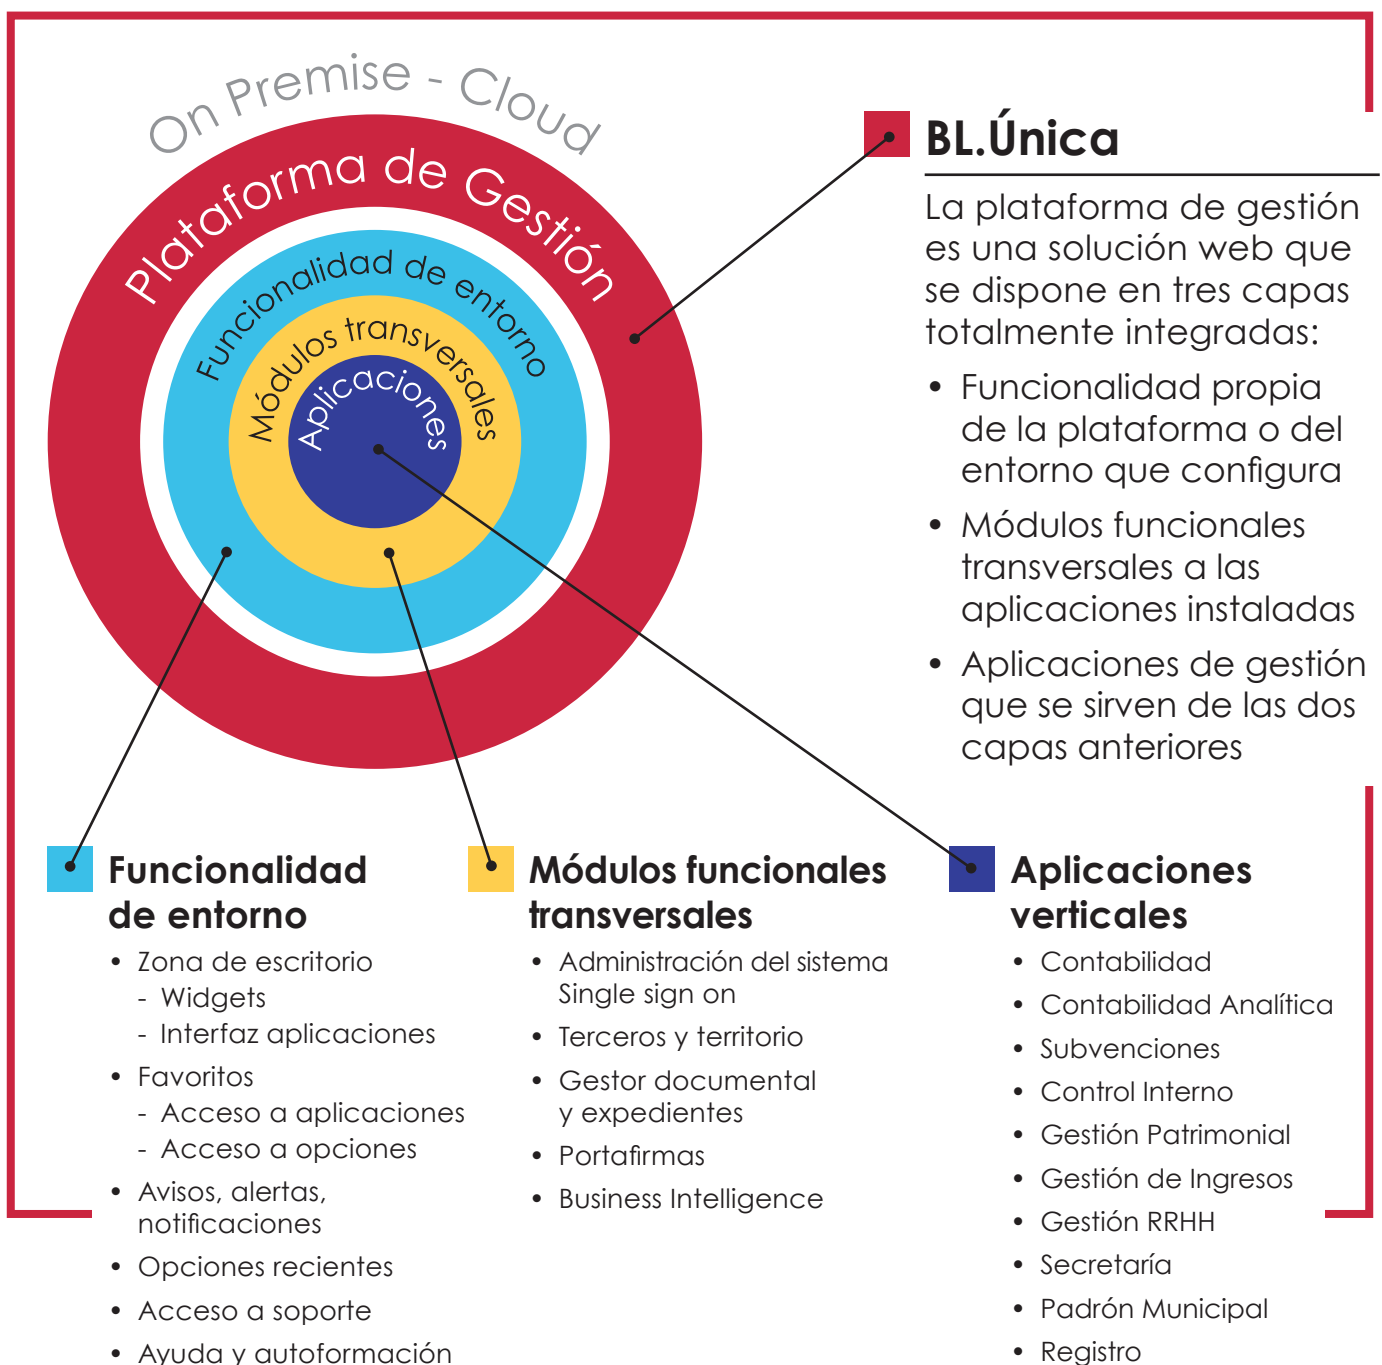 On Premise - Cloud
Plataforma de Gestión
Funcionalidad de entorno
Módulos transversales
Aplicaciones
BL.Única
La plataforma de gestión
es una solución web que
se dispone en tres capas
totalmente integradas:
• Funcionalidad propia
de la plataforma o del
entorno que configura
• Módulos funcionales
transversales a las
aplicaciones instaladas
• Aplicaciones de gestión
que se sirven de las dos
capas anteriores
Funcionalidad
de entorno
• Zona de escritorio
- Widgets
- Interfaz aplicaciones
• Favoritos
- Acceso a aplicaciones
- Acceso a opciones
• Avisos, alertas,
notificaciones
• Opciones recientes
• Acceso a soporte
• Ayuda y autoformación
Módulos funcionales
transversales
• Administración del sistema
Single sign on
• Terceros y territorio
• Gestor documental
y expedientes
• Portafirmas
• Business Intelligence
Aplicaciones
verticales
• Contabilidad
• Contabilidad Analítica
• Subvenciones
• Control Interno
• Gestión Patrimonial
• Gestión de Ingresos
• Gestión RRHH
• Secretaría
• Padrón Municipal
• Registro